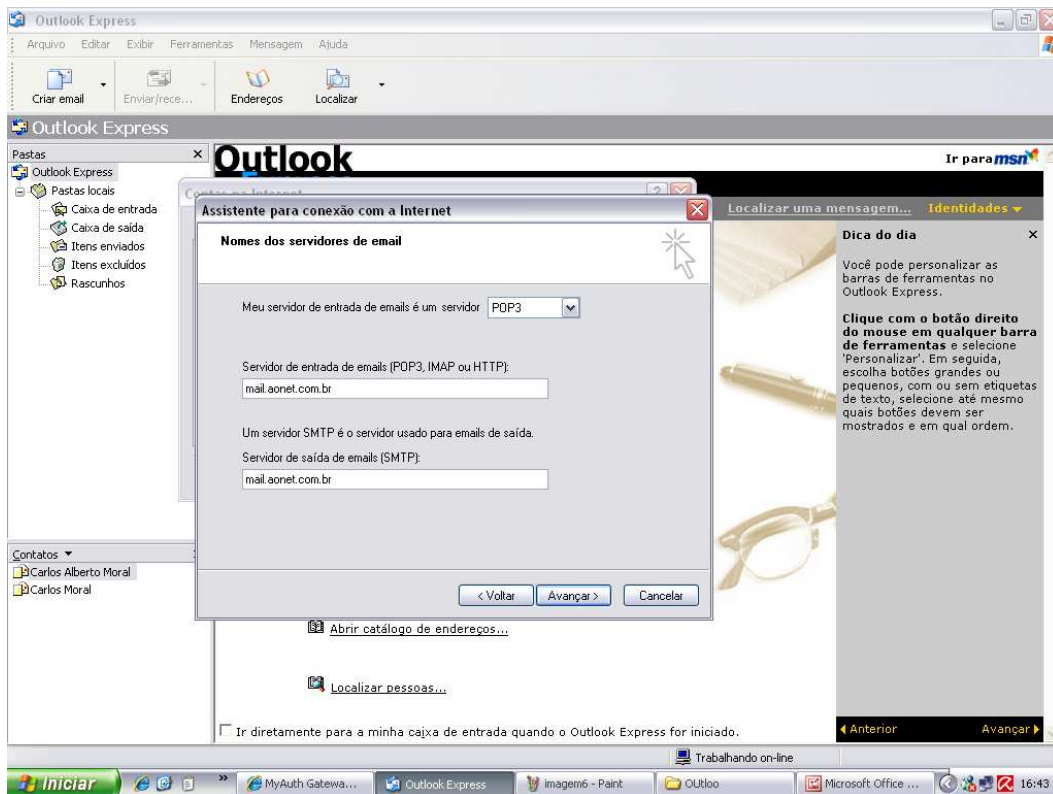 Outlook Express
Arquivo Editar Exibir Ferramentas Mensagem Ajuda
Criar email Enviar/rece... Endereços Localizar
Outlook Express
Pastas
Outlook Express
Pastas locais
Caixa de entrada
Caixa de saída
Itens enviados
Itens excluídos
Rascunhos
Outlook
Ir para msn
Localizar uma mensagem... Identidades
Contas na Internet
Assistente para conexão com a Internet
Nomes dos servidores de email
Meu servidor de entrada de emails é um servidor POP3
Servidor de entrada de emails (POP3, IMAP ou HTTP):
mail.aonet.com.br
Um servidor SMTP é o servidor usado para emails de saída.
Servidor de saída de emails (SMTP):
mail.aonet.com.br
< Voltar Avançar > Cancelar
Dica do dia
Você pode personalizar as
barras de ferramentas no
Outlook Express.
Clique com o botão direito
do mouse em qualquer barra
de ferramentas e selecione
'Personalizar'. Em seguida,
escolha botões grandes ou
pequenos, com ou sem etiquetas
de texto, selecione até mesmo
quais botões devem ser
mostrados e em qual ordem.
Anterior Avançar
Contatos
Carlos Alberto Moral
Carlos Moral
Abrir catálogo de endereços...
Localizar pessoas...
Ir diretamente para a minha caixa de entrada quando o Outlook Express for iniciado.
Trabalhando on-line
Iniciar MyAuth Gatewa... Outlook Express imagem6 - Paint OUtloo Microsoft Office ... 16:43